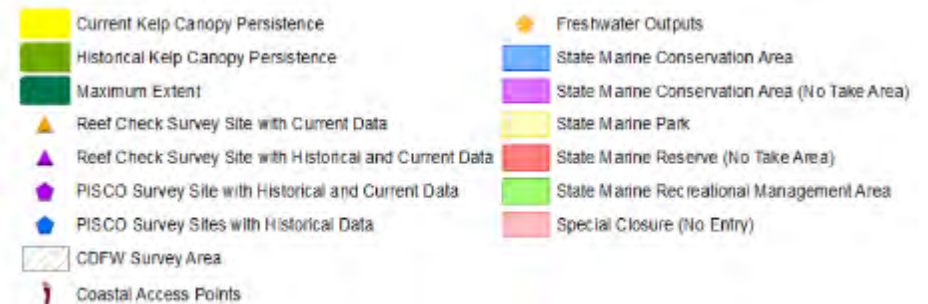 Current Kelp Canopy Persistence
Historical Kelp Canopy Persistence
Maximum Extent
Reef Check Survey Site with Current Data
Reef Check Survey Site with Historical and Current Data
PISCO Survey Site with Historical and Current Data
PISCO Survey Sites with Historical Data
CDFW Survey Area
Coastal Access Points
Freshwater Outputs
State Marine Conservation Area
State Marine Conservation Area (No Take Area)
State Marine Park
State Marine Reserve (No Take Area)
State Marine Recreational Management Area
Special Closure (No Entry)